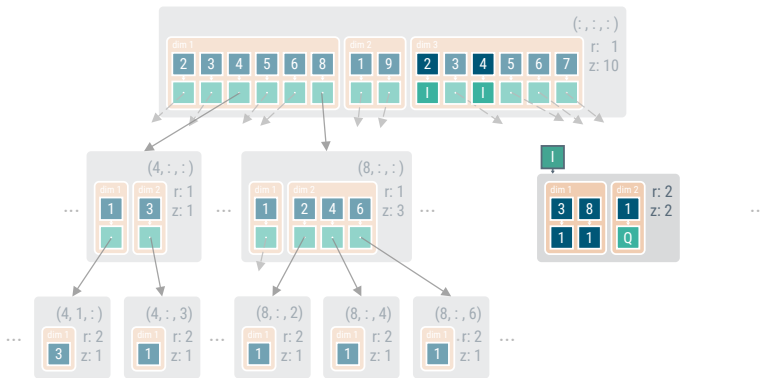 (: , : , : )
dim 1 dim 2 dim 3 r: 1
2 3 4 5 6 8 1 9 2 3 4 5 6 7 z: 10
I I
I
(4, : , : ) (8, : , : )
dim 1 dim 2 r: 1 dim 1 dim 2 r: 1 dim 1 dim 2 r: 2
... 1 3 z: 1 ... 1 2 4 6 z: 3 ... 3 8 1 z: 2 ..
1 1 Q
(4, 1, : ) (4, : , 3) (8, : , 2) (8, : , 4) (8, : , 6)
... dim 1 r: 2 dim 1 r: 2 ... dim 1 r: 2 dim 1 r: 2 dim 1 r: 2 ...
3 z: 1 1 z: 1 1 z: 1 1 z: 1 1 z: 1